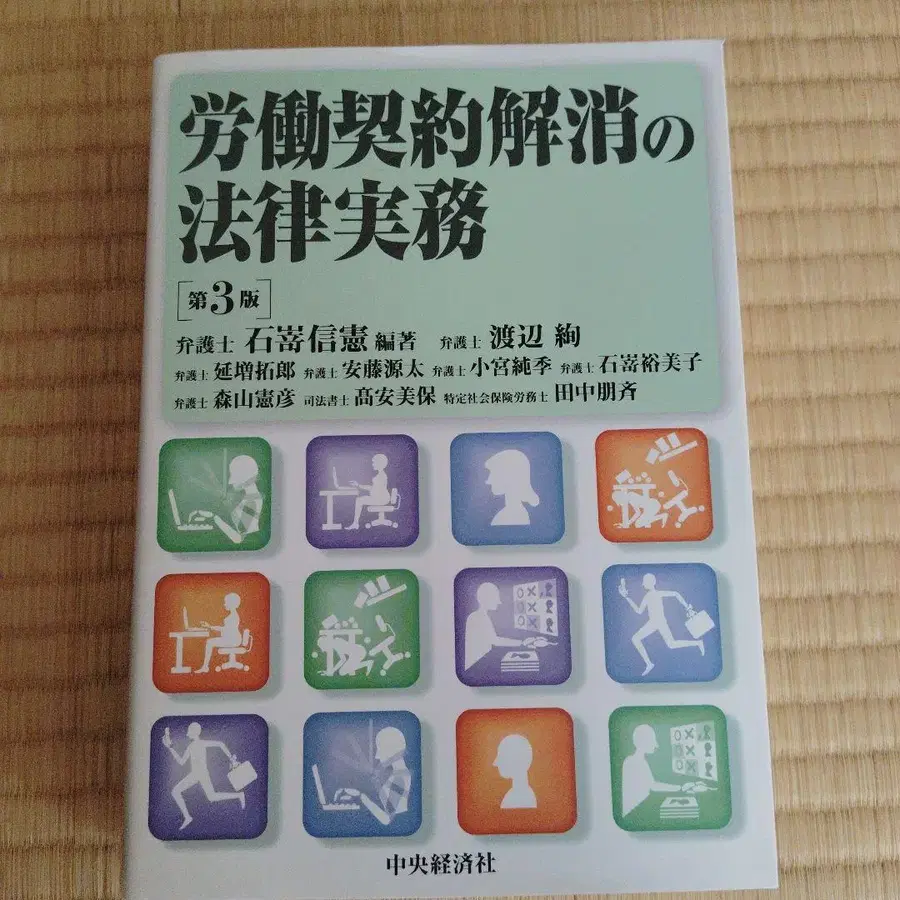 労働契約解消の
法律実務
[第3版]
弁護士 石嵜信憲 編著 弁護士 渡辺 絢
弁護士 延増拓郎 弁護士 安藤源太 弁護士 小宮純季 弁護士 石嵜裕美子
弁護士 森山憲彦 司法書士 髙安美保 特定社会保険労務士 田中朋斉
中央経済社